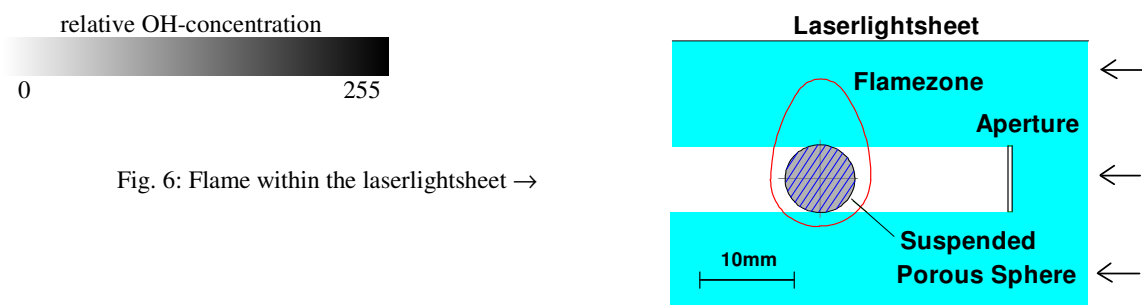 relative OH-concentration
0 255
Fig. 6: Flame within the laserlightsheet →
Laserlightsheet
Flamezone
Aperture
Suspended
Porous Sphere
10mm